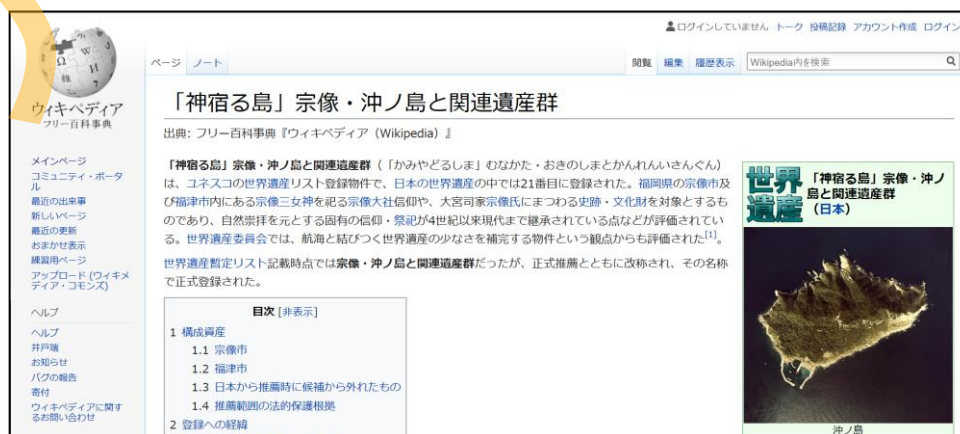 ログインしていません トーク 投稿記録 アカウント作成 ログイン
ページ ノート 閲覧 編集 履歴表示 Wikipedia内を検索
Ω W И 維 7
ウィキペディア
フリー百科事典
メインページ
コミュニティ・ポータ
ル
最近の出来事
新しいページ
最近の更新
おまかせ表示
練習用ページ
アップロード (ウィキメ
ディア・コモンズ)
ヘルプ
ヘルプ
井戸端
お知らせ
バグの報告
寄付
ウィキペディアに関す
るお問い合わせ
「神宿る島」宗像・沖ノ島と関連遺産群
出典: フリー百科事典『ウィキペディア（Wikipedia）』
「神宿る島」宗像・沖ノ島と関連遺産群（「かみやどるしま」むなかた・おきのしまとかんれんいさんぐん）
は、ユネスコの世界遺産リスト登録物件で、日本の世界遺産の中では21番目に登録された。福岡県の宗像市及
び福津市内にある宗像三女神を祀る宗像大社信仰や、大宮司家宗像氏にまつわる史跡・文化財を対象とするも
のであり、自然崇拝を元とする固有の信仰・祭祀が4世紀以来現代まで継承されている点などが評価されてい
る。世界遺産委員会では、航海と結びつく世界遺産の少なさを補完する物件という観点からも評価された[1]。
世界遺産暫定リスト記載時点では宗像・沖ノ島と関連遺産群だったが、正式推薦とともに改称され、その名称
で正式登録された。
目次 [非表示]
1 構成資産
1.1 宗像市
1.2 福津市
1.3 日本から推薦時に候補から外れたもの
1.4 推薦範囲の法的保護根拠
2 登録への経緯
世界
遺産
「神宿る島」宗像・沖ノ
島と関連遺産群
（日本）
沖ノ島